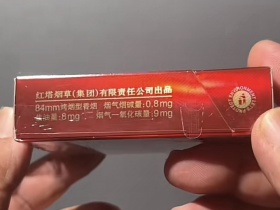 红塔烟草(集团)有限责任公司出品
84mm烤烟型香烟 烟气烟碱量:0.8mg
焦油量:8mg 烟气一氧化碳量:9mg